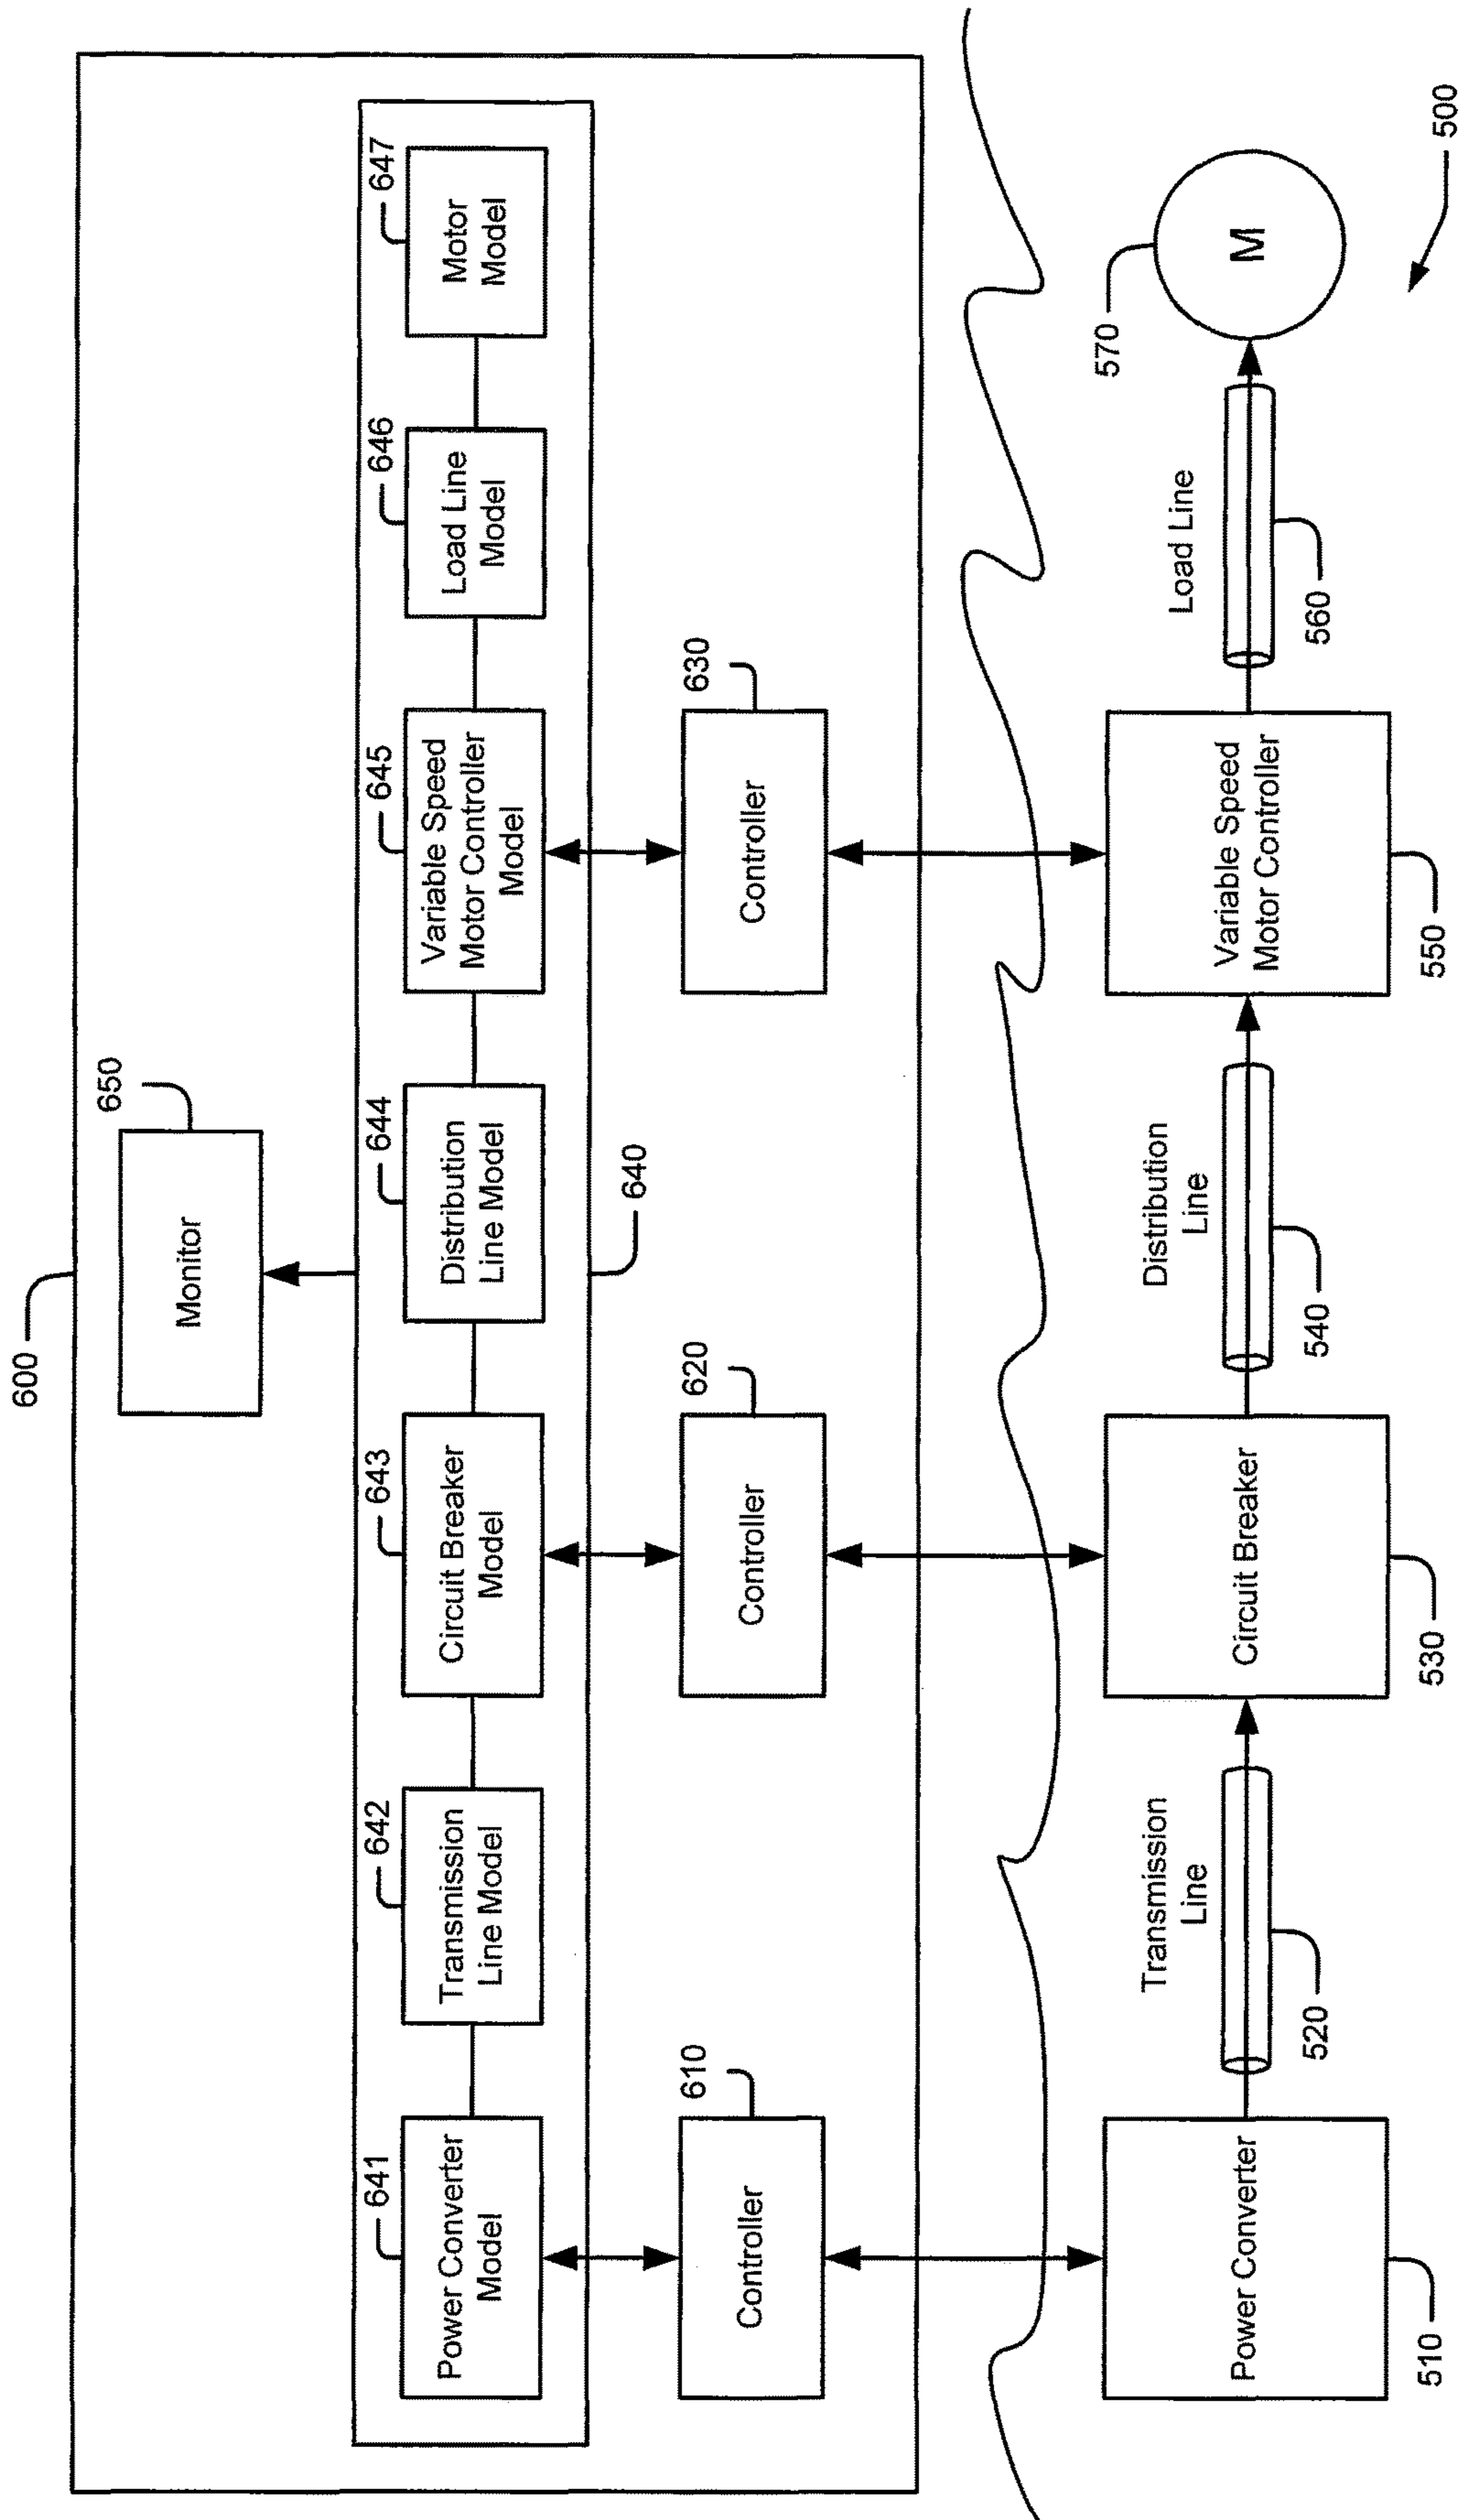 600
650
Monitor
641
Power Converter
Model
642
Transmission
Line Model
643
Circuit Breaker
Model
644
Distribution
Line Model
645
Variable Speed
Motor Controller
Model
646
Load Line
Model
647
Motor
Model
640
610
Controller
620
Controller
630
Controller
Power Converter
510
Transmission
Line
520
Circuit Breaker
530
Distribution
Line
540
Variable Speed
Motor Controller
550
Load Line
560
570
M
500